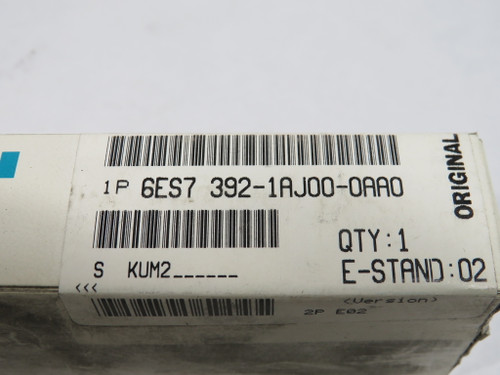 1P 6ES7 392-1AJ00-0AA0
ORIGINAL
S KUM2______
QTY:1
E-STAND:02
<<<
(Version)
2P E02